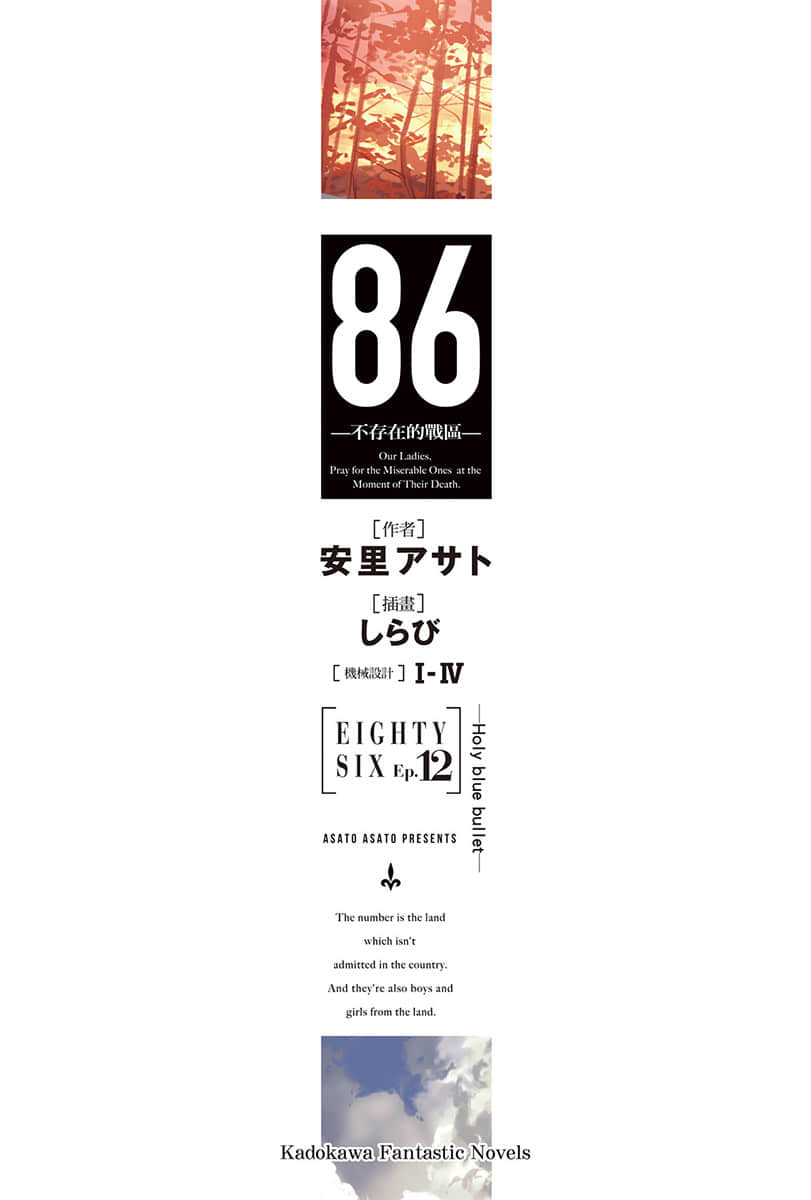 86
—不存在的戰區—
Our Ladies,
Pray for the Miserable Ones at the
Moment of Their Death.
[作者]
安里アサト
[插畫]
しらび
[機械設計] I-IV
EIGHTY
SIX Ep.12
—Holy blue bullet—
ASATO ASATO PRESENTS
The number is the land
which isn't
admitted in the country.
And they're also boys and
girls from the land.
Kadokawa Fantastic Novels